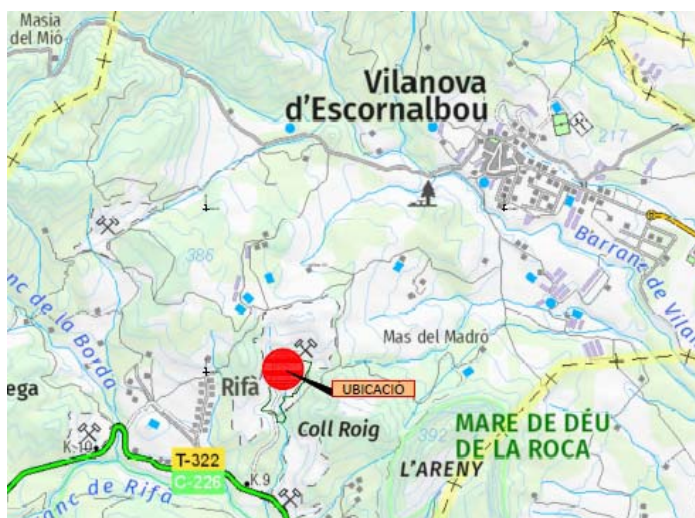 Masia
del Mió
Vilanova
d'Escornalbou
217
386
Barranc de Vilan
nc de la Borda
Mas del Madró
ega
Rifà
UBICACIÓ
Coll Roig
392
MARE DE DÉU
DE LA ROCA
L'ARENY
K.10
T-322
C-226
K.9
anc de Rifà